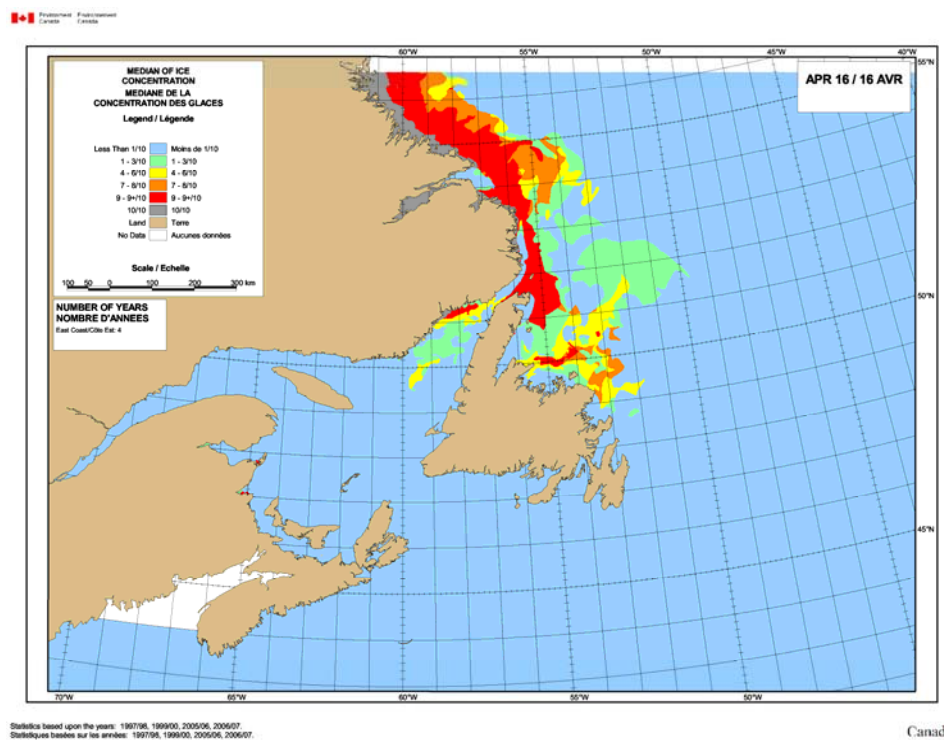 Environment Environnement
Canada Canada
60°W 55°W 50°W 45°W 40°W
55°N
MEDIAN OF ICE
CONCENTRATION
MEDIANE DE LA
CONCENTRATION DES GLACES
Legend / Légende
Less Than 1/10 Moins de 1/10
1 - 3/10 1 - 3/10
4 - 6/10 4 - 6/10
7 - 8/10 7 - 8/10
9 - 9+/10 9 - 9+/10
10/10 10/10
Land Terre
No Data Aucunes données
Scale / Echelle
100 50 0 100 200 300 km
APR 16 / 16 AVR
NUMBER OF YEARS
NOMBRE D'ANNEES
East Coast/Côte Est: 4
50°N
45°N
70°W 65°W 60°W 55°W 50°W
Statistics based upon the years: 1997/98, 1999/00, 2005/06, 2006/07.
Statistiques basées sur les années: 1997/98, 1999/00, 2005/06, 2006/07.
Canad